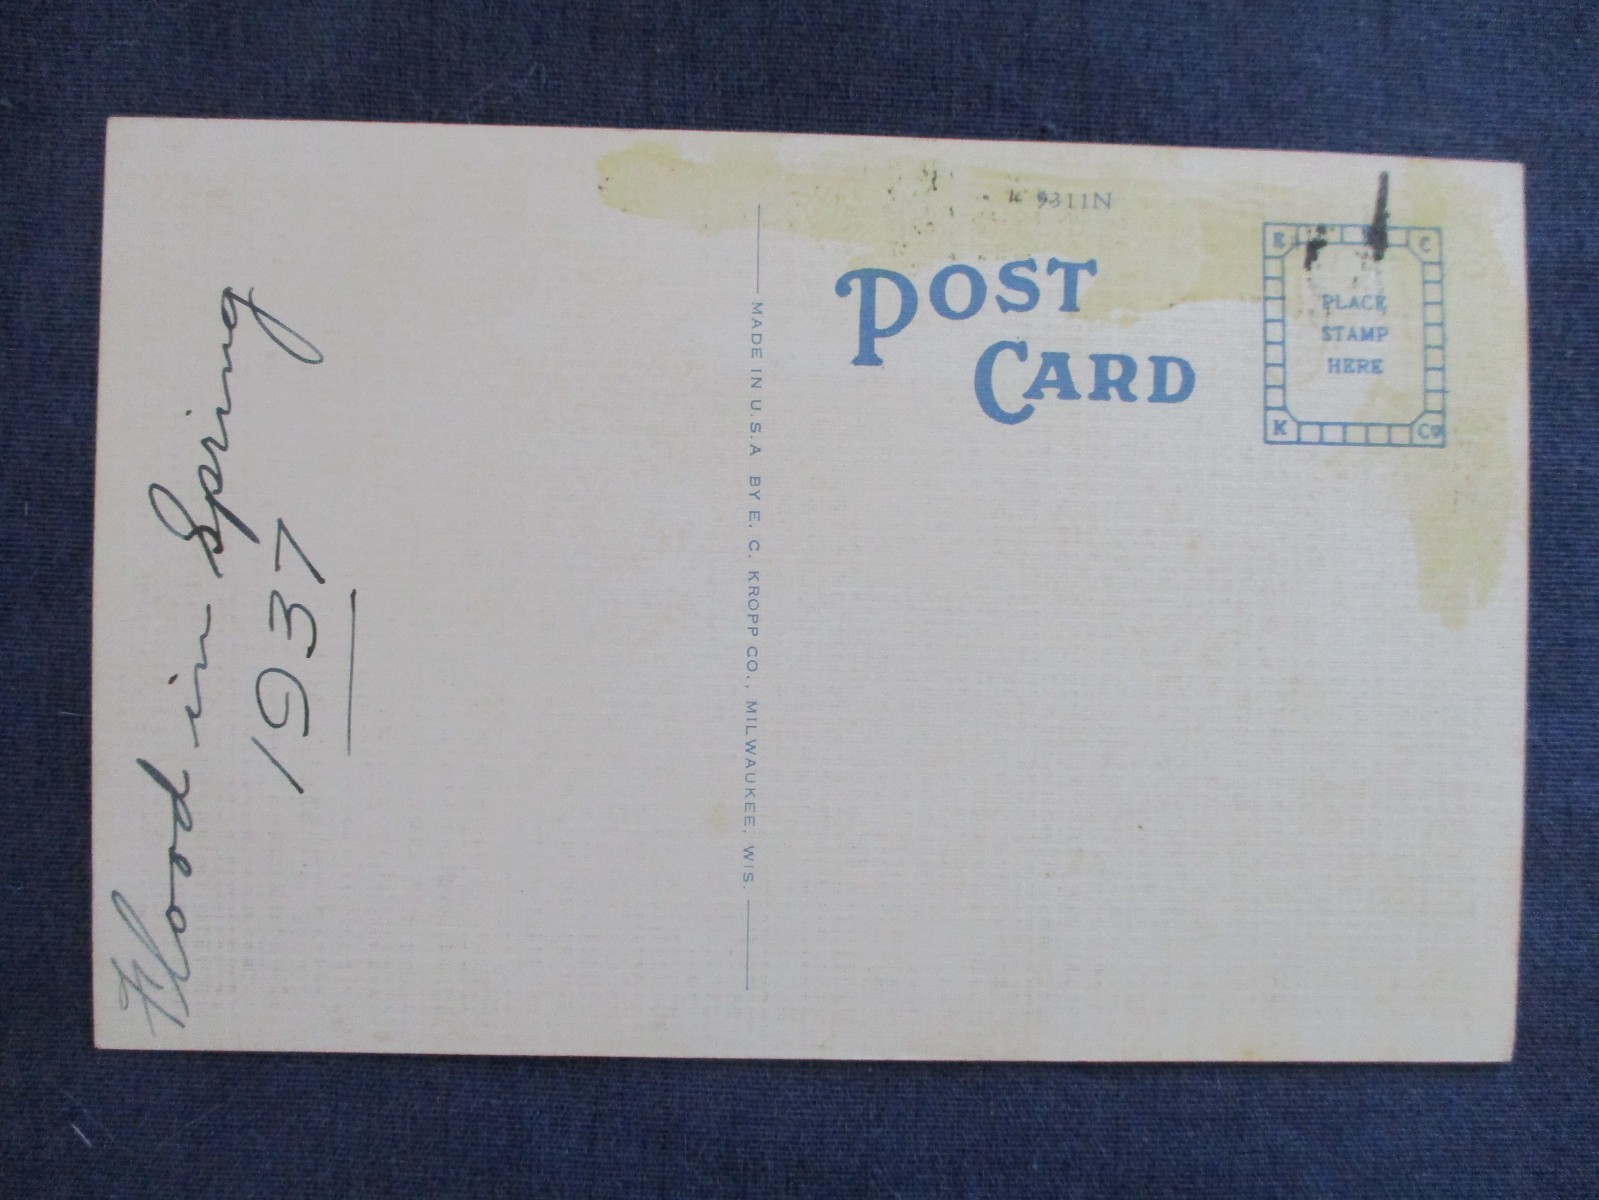 Flood in Spring
1937
MADE IN U.S.A BY E. C. KROPP CO., MILWAUKEE, WIS.
9311N
POST
CARD
E C
PLACE
STAMP
HERE
K Co